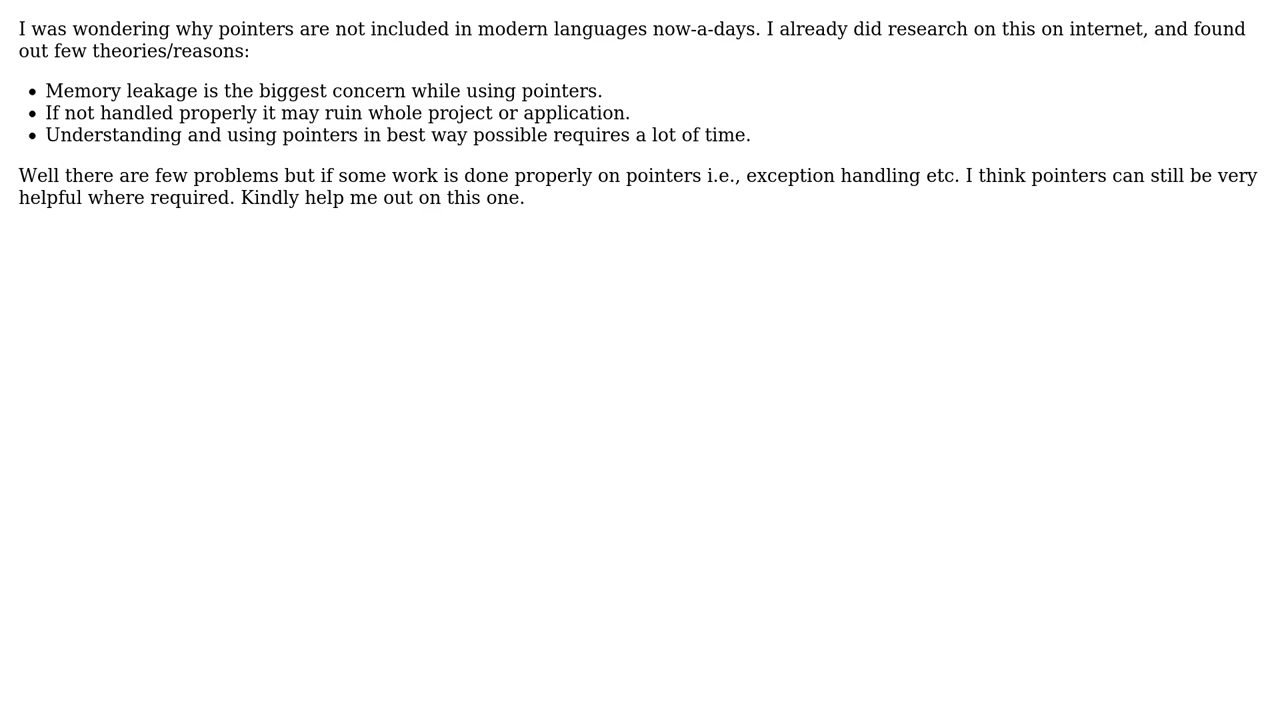 I was wondering why pointers are not included in modern languages now-a-days. I already did research on this on internet, and found
out few theories/reasons:
• Memory leakage is the biggest concern while using pointers.
• If not handled properly it may ruin whole project or application.
• Understanding and using pointers in best way possible requires a lot of time.
Well there are few problems but if some work is done properly on pointers i.e., exception handling etc. I think pointers can still be very
helpful where required. Kindly help me out on this one.